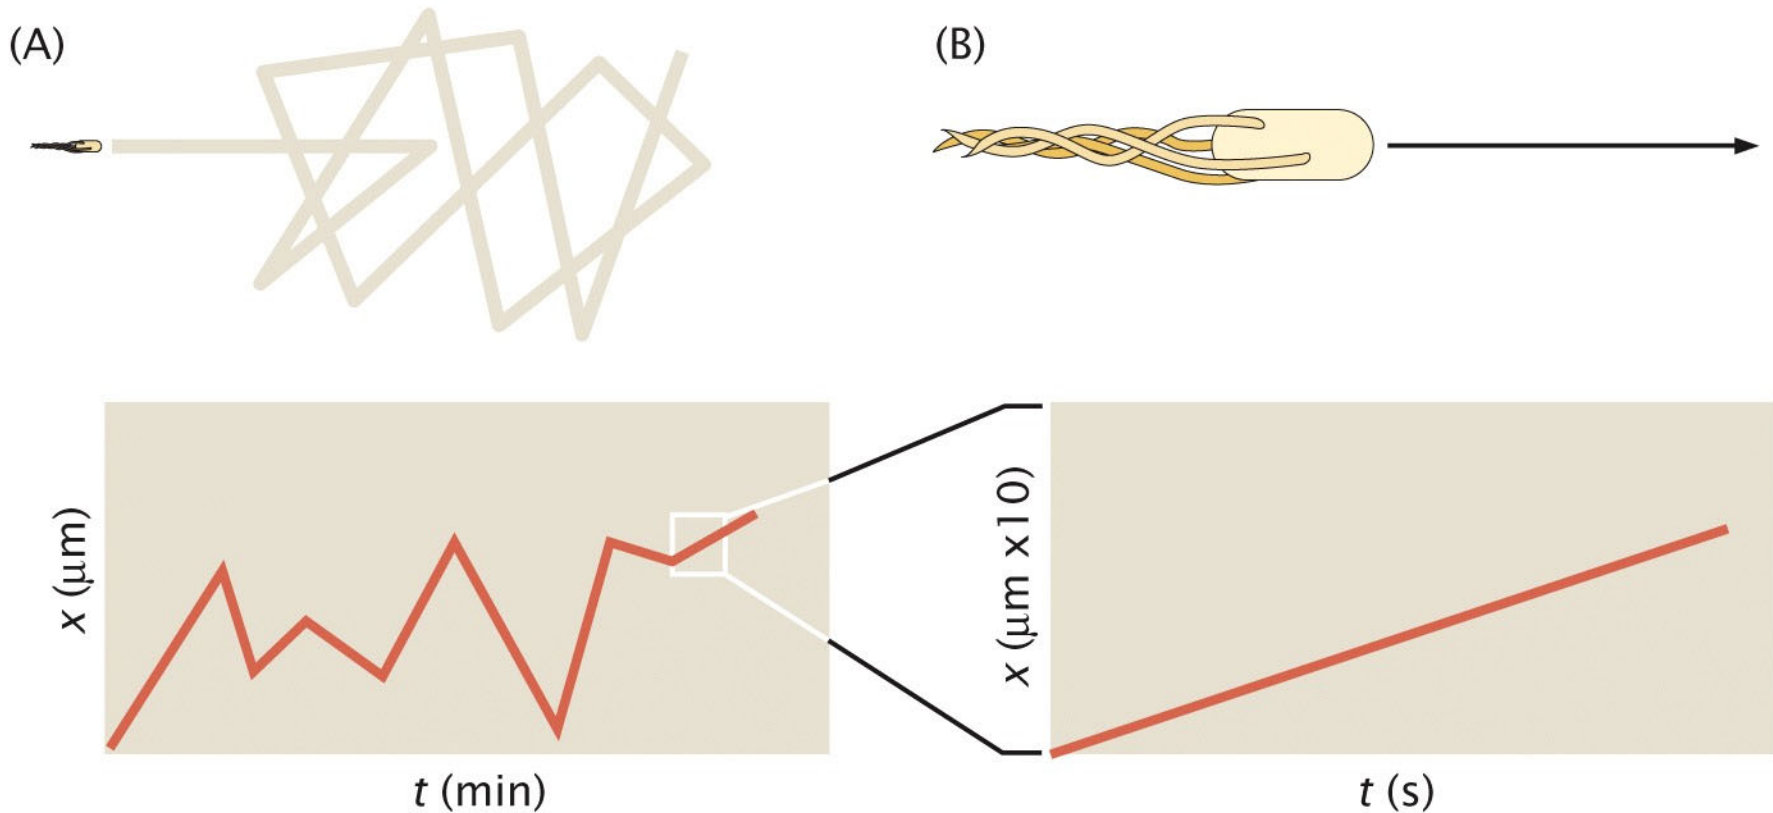 (A)
(B)
x (μm)
t (min)
x (μm x10)
t (s)